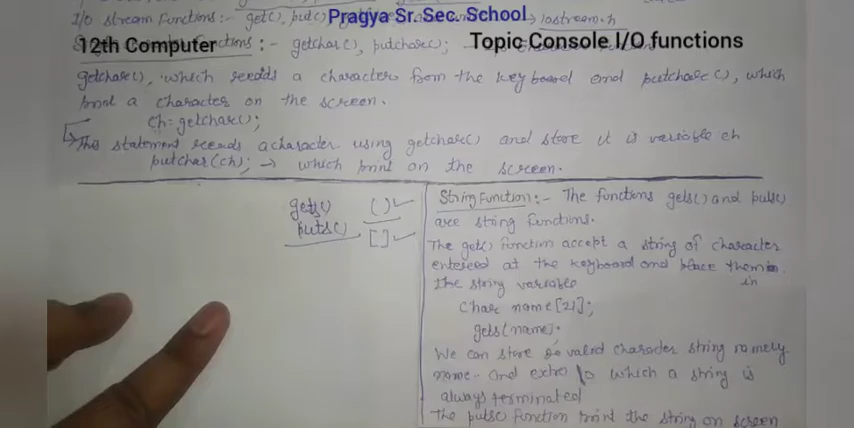 I/O Stream Functions:- get(), put(),
Pragya Sr. Sec. School
→ iostream.h
12th Computer
:- getchar(), putchar();
Topic Console I/O functions
getchar(), which reads a character from the keyboard and putchar(), which
print a character on the screen.
ch=getchar();
This statement reads a character using getchar() and store it is variable ch
putchar(ch); → which print on the screen.
gets() ( )
puts() [ ]
String Function:- The functions gets() and puts()
are string functions.
The gets() function accept a string of character
entered at the keyboard and place them in
in
the string variable
Char name[21];
gets(name).
We can store valid character string namely
name. and extra \0 which a string is
always terminated
The puts() function print the string on screen